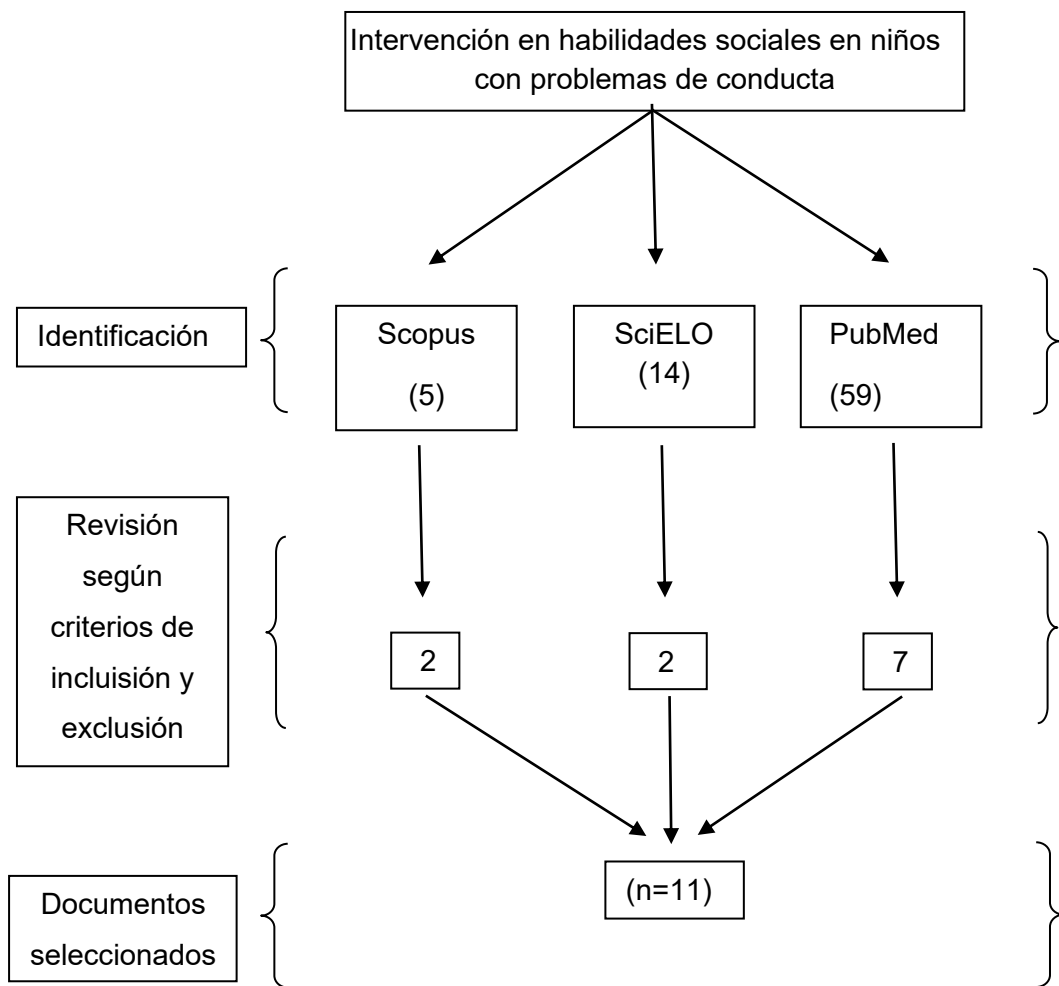 Intervención en habilidades sociales en niños
con problemas de conducta
Identificación
Scopus
(5)
SciELO
(14)
PubMed
(59)
Revisión
según
criterios de
incluisión y
exclusión
2
2
7
Documentos
seleccionados
(n=11)